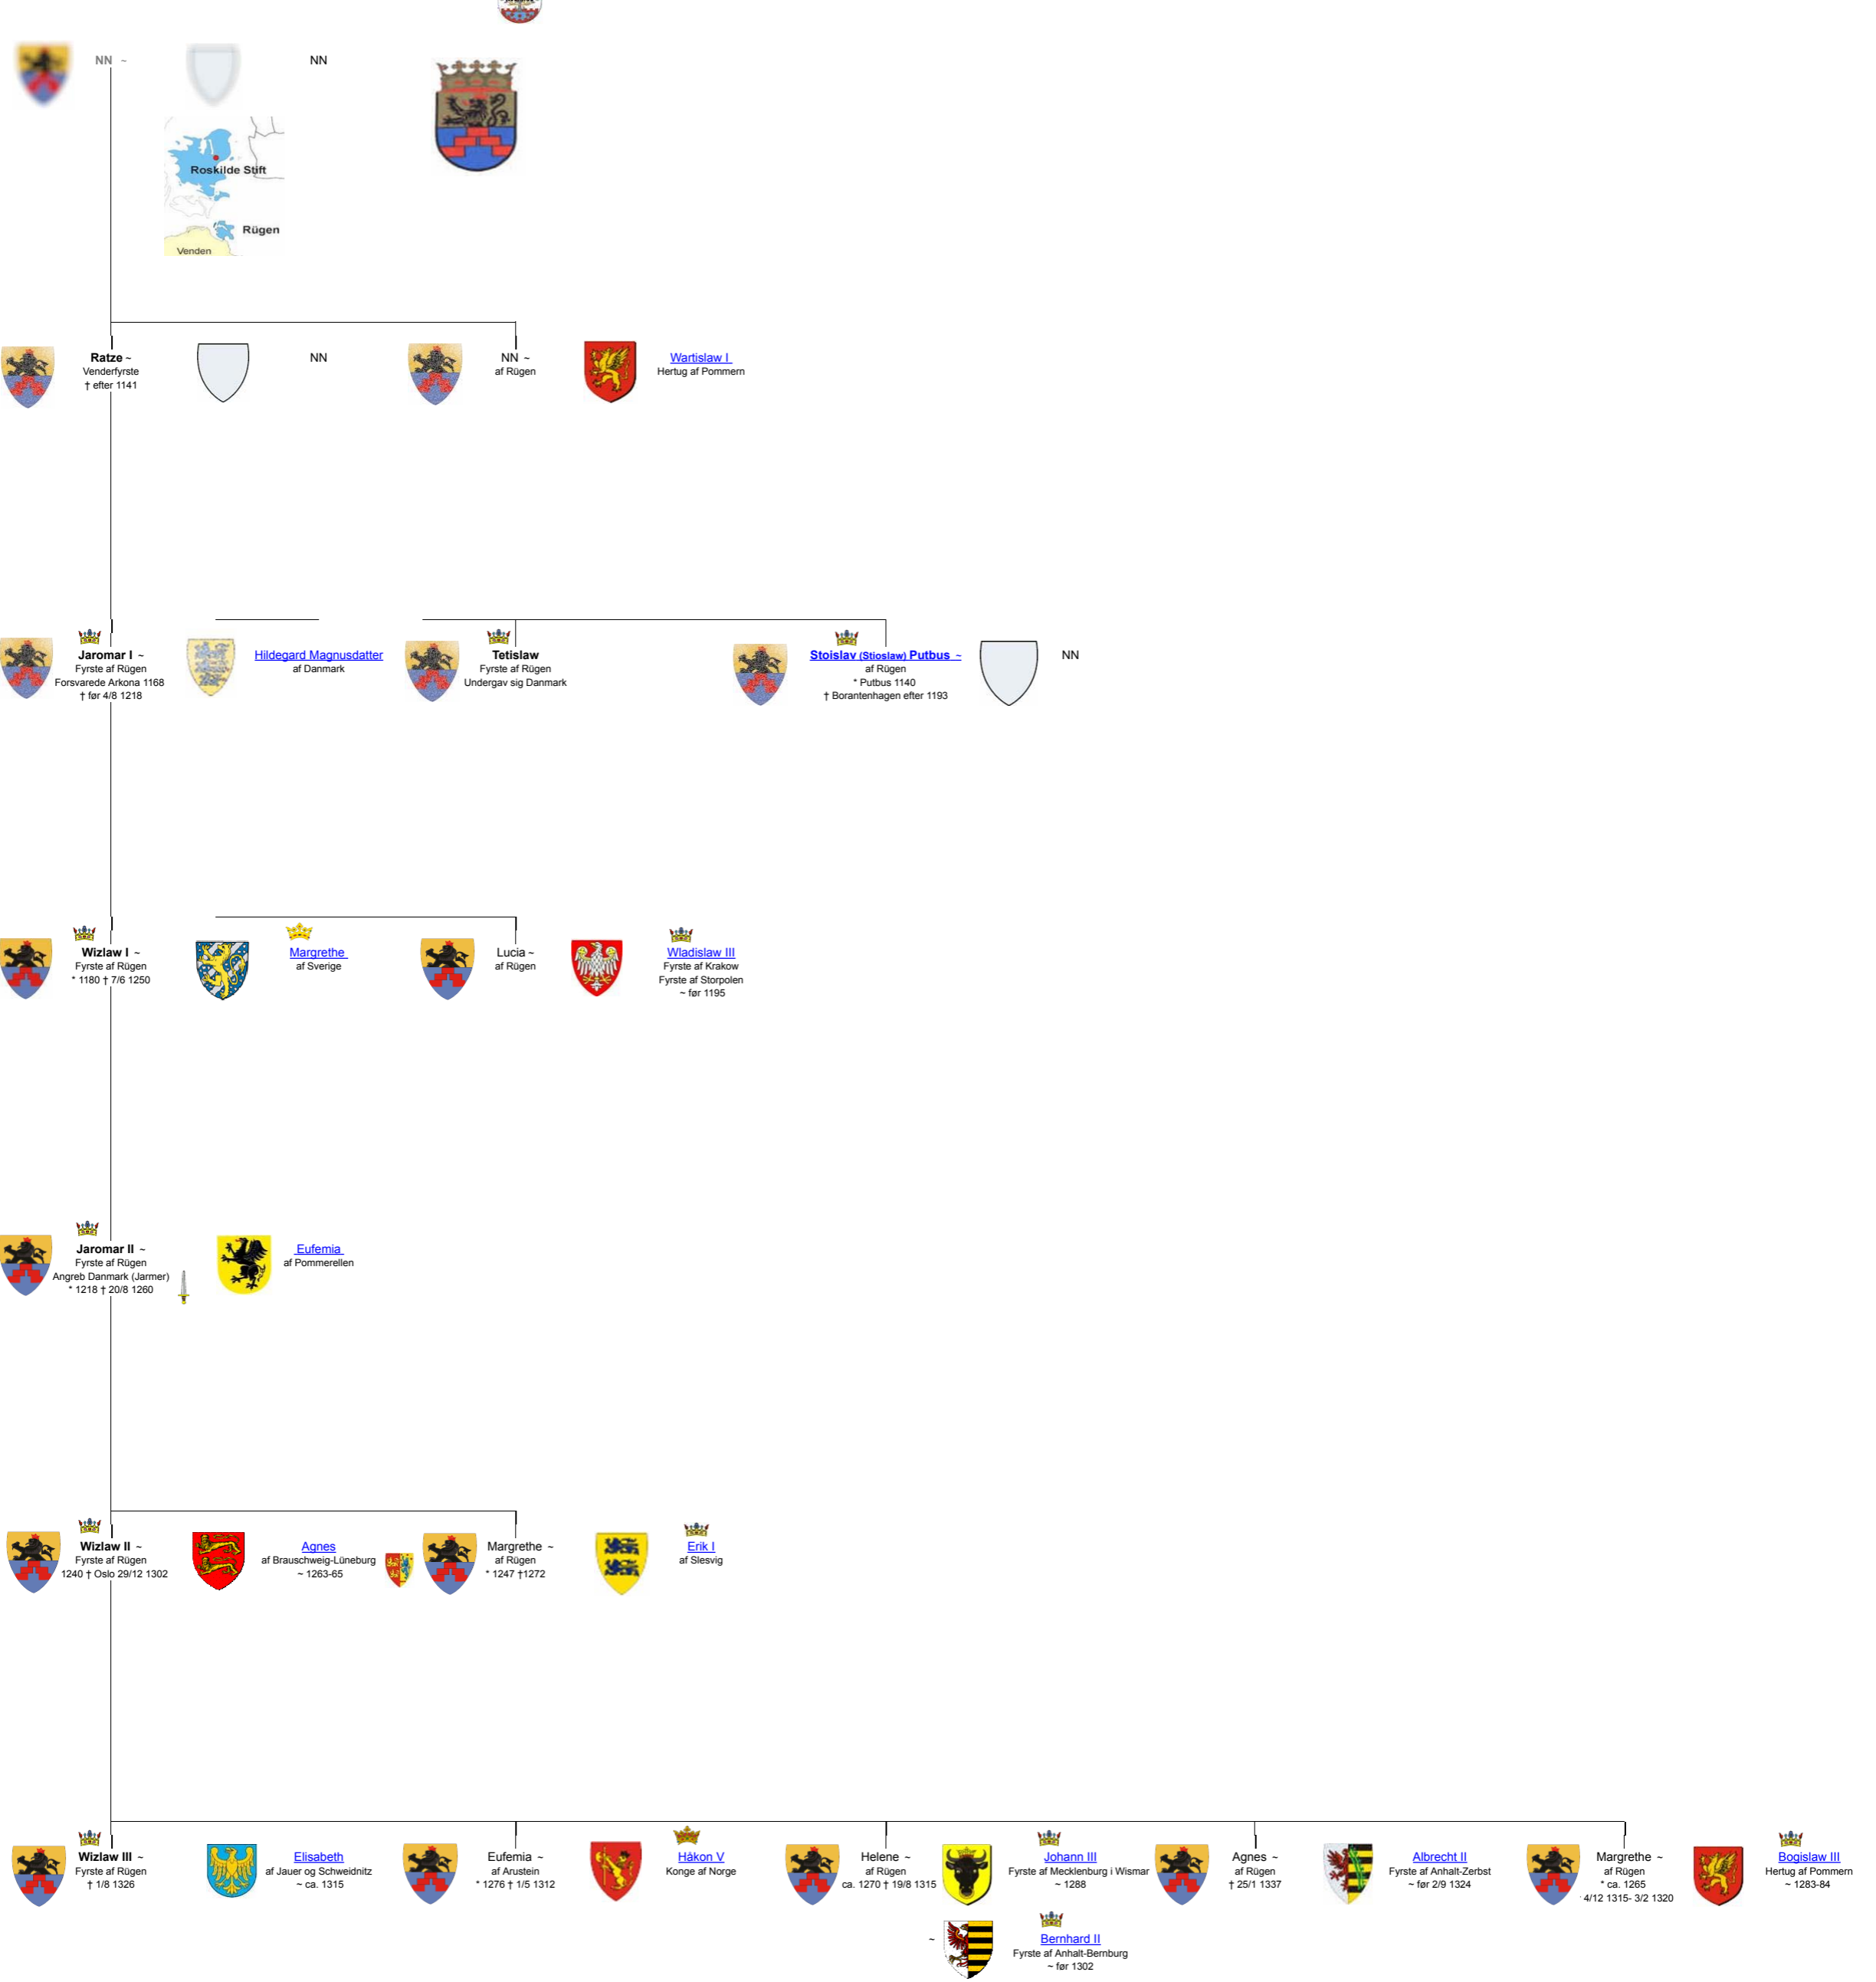 NN ~
NN
Roskilde Stift
Rügen
Venden
Ratze ~
Venderfyrste
† efter 1141
NN
NN ~
af Rügen
Wartislaw I
Hertug af Pommern
Jaromar I ~
Fyrste af Rügen
Forsvarede Arkona 1168
† før 4/8 1218
Hildegard Magnusdatter
af Danmark
Tetislaw
Fyrste af Rügen
Undergav sig Danmark
Stoislav (Stioslaw) Putbus ~
af Rügen
* Putbus 1140
† Borantenhagen efter 1193
NN
Wizlaw I ~
Fyrste af Rügen
* 1180 † 7/6 1250
Margrethe
af Sverige
Lucia ~
af Rügen
Wladislaw III
Fyrste af Krakow
Fyrste af Storpolen
~ før 1195
Jaromar II ~
Fyrste af Rügen
Angreb Danmark (Jarmer)
* 1218 † 20/8 1260
Eufemia
af Pommerellen
Wizlaw II ~
Fyrste af Rügen
1240 † Oslo 29/12 1302
Agnes
af Brauschweig-Lüneburg
~ 1263-65
Margrethe ~
af Rügen
* 1247 †1272
Erik I
af Slesvig
Wizlaw III ~
Fyrste af Rügen
† 1/8 1326
Elisabeth
af Jauer og Schweidnitz
~ ca. 1315
Eufemia ~
af Arustein
* 1276 † 1/5 1312
Håkon V
Konge af Norge
Helene ~
af Rügen
ca. 1270 † 19/8 1315
Johann III
Fyrste af Mecklenburg i Wismar
~ 1288
Agnes ~
af Rügen
† 25/1 1337
Albrecht II
Fyrste af Anhalt-Zerbst
~ før 2/9 1324
Margrethe ~
af Rügen
* ca. 1265
4/12 1315- 3/2 1320
Bogislaw III
Hertug af Pommern
~ 1283-84
~
Bernhard II
Fyrste af Anhalt-Bernburg
~ før 1302